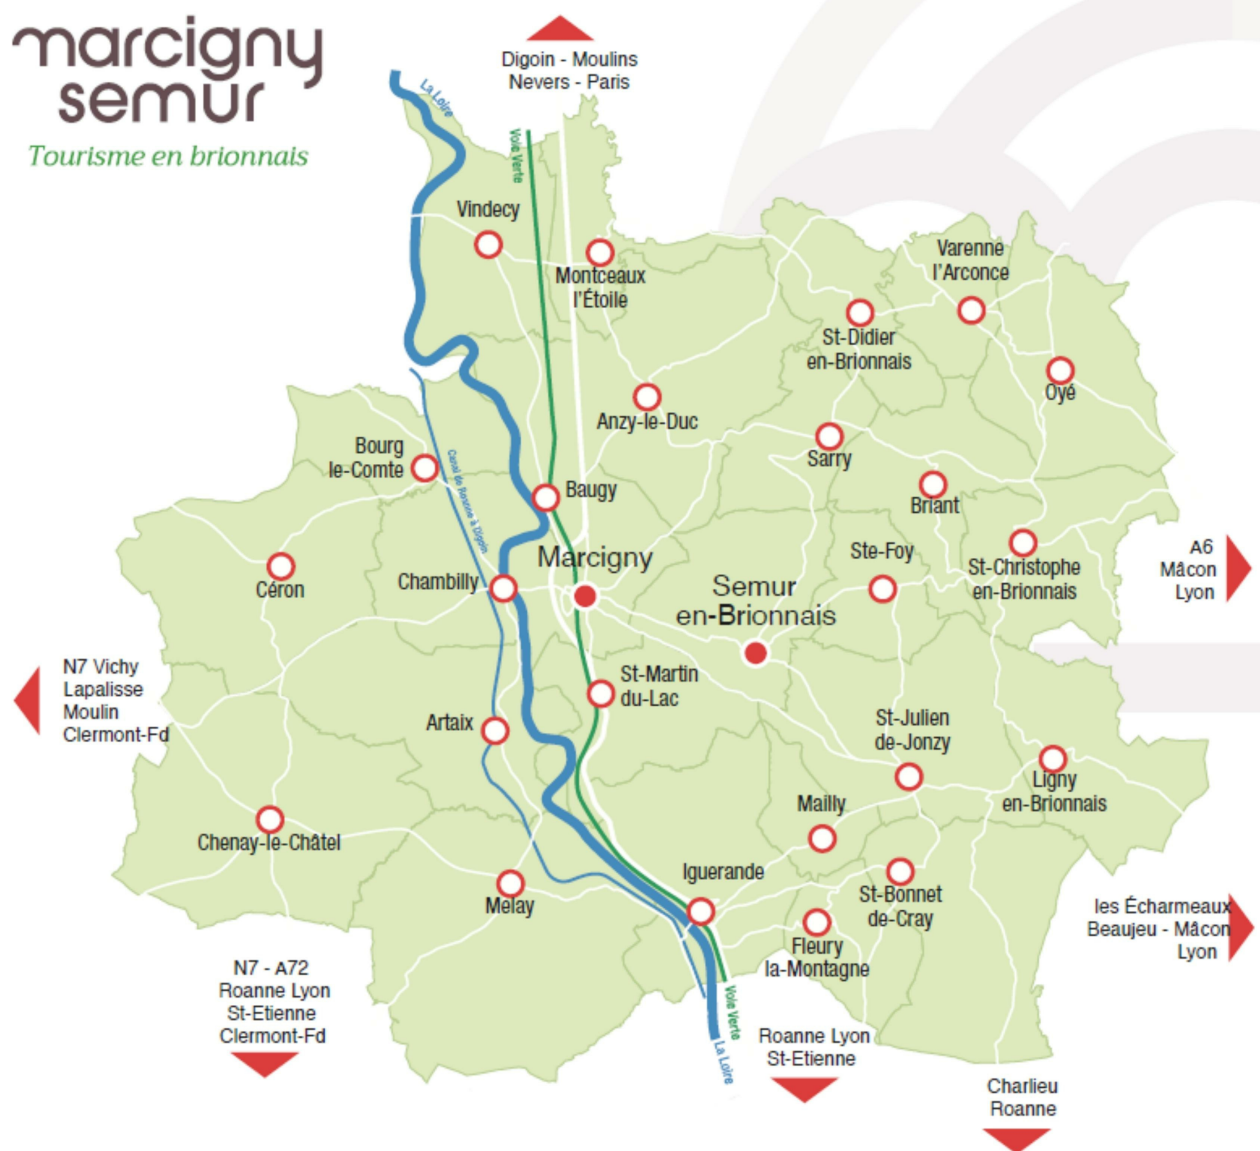 marcigny
semur
Tourisme en brionnais
Digoin - Moulins
Nevers - Paris
La Loire
Voie Verte
Vindecy
Montceaux
l'Étoile
Varenne
l'Arconce
St-Didier
en-Brionnais
Oyé
Anzy-le-Duc
Sarry
Bourg
le-Comte
Canal de Roanne à Digoin
Baugy
Briant
Marcigny
Ste-Foy
St-Christophe
en-Brionnais
A6
Mâcon
Lyon
Céron
Chambilly
Semur
en-Brionnais
N7 Vichy
Lapalisse
Moulin
Clermont-Fd
St-Martin
du-Lac
Artaix
St-Julien
de-Jonzy
Ligny
en-Brionnais
Mailly
Chenay-le-Châtel
Iguerande
Melay
St-Bonnet
de-Cray
les Écharmeaux
Beaujeu - Mâcon
Lyon
Fleury
la-Montagne
N7 - A72
Roanne Lyon
St-Etienne
Clermont-Fd
Voie Verte
La Loire
Roanne Lyon
St-Etienne
Charlieu
Roanne